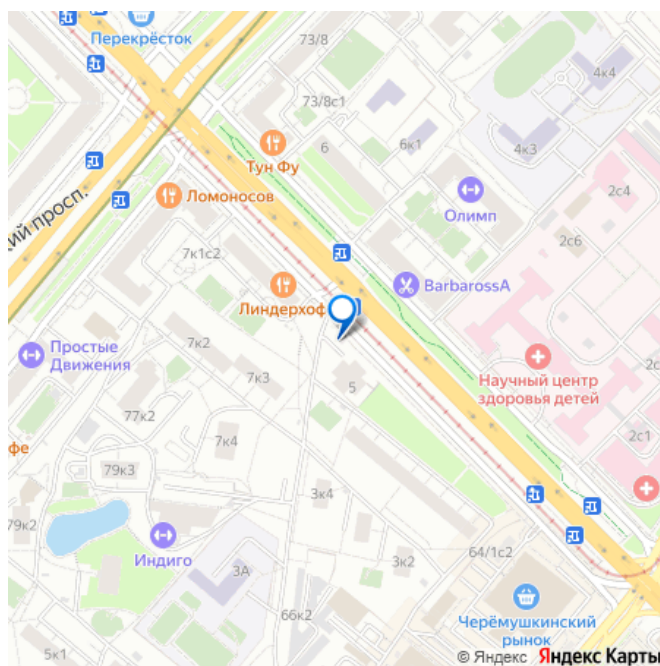 Перекрёсток
73/8
4к4
73/8с1
6
6к1
4к3
Тун Фу
2с4
Ломоносов
Олимп
ий просп.
2с6
7к1с2
BarbarossA
Линдерхоф
Простые
Движения
7к2
Научный центр
здоровья детей
7к3
5
77к2
2с1
7к4
фе
79к3
3к4
79к2
64/1с2
Индиго
3к2
3А
66к2
Черёмушкинский
рынок
5к1
© Яндекс Яндекс Карты